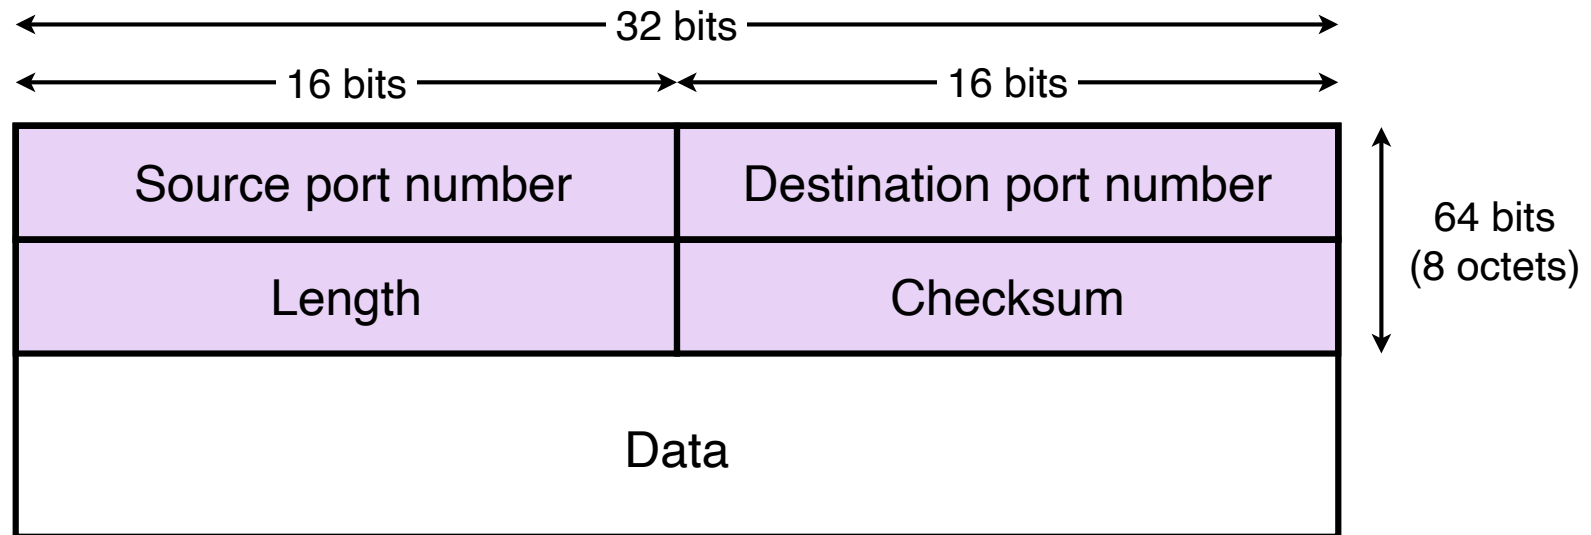 32 bits
16 bits
16 bits
Source port number
Destination port number
64 bits
(8 octets)
Length
Checksum
Data